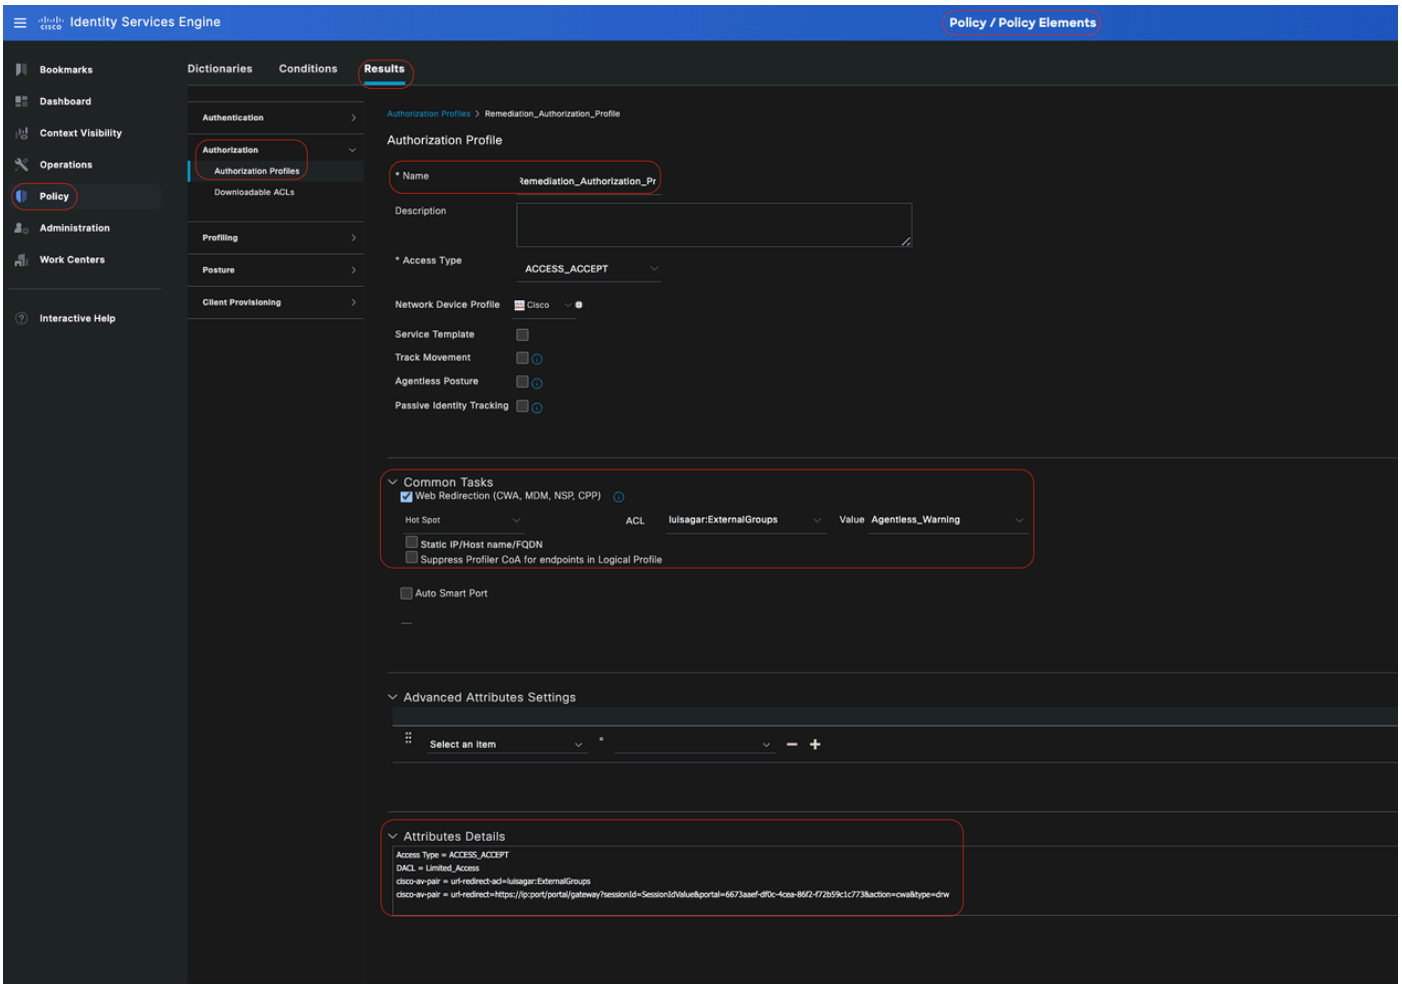 cisco Identity Services Engine
Policy / Policy Elements
Bookmarks
Dashboard
Context Visibility
Operations
Policy
Administration
Work Centers
Interactive Help
Dictionaries Conditions Results
Authentication
Authorization
Authorization Profiles
Downloadable ACLs
Profiling
Posture
Client Provisioning
Authorization Profiles > Remediation_Authorization_Profile
Authorization Profile
* Name Remediation_Authorization_Pr
Description
* Access Type ACCESS_ACCEPT
Network Device Profile Cisco
Service Template
Track Movement
Agentless Posture
Passive Identity Tracking
Common Tasks
Web Redirection (CWA, MDM, NSP, CPP)
Hot Spot ACL luisagar:ExternalGroups Value Agentless_Warning
Static IP/Host name/FQDN
Suppress Profiler CoA for endpoints in Logical Profile
Auto Smart Port
Advanced Attributes Settings
Select an item =
Attributes Details
Access Type = ACCESS_ACCEPT
DACL = Limited_Access
cisco-av-pair = url-redirect-acl=luisagar:ExternalGroups
cisco-av-pair = url-redirect=https://ip:port/portal/gateway?sessionId=SessionIdValue&portal=6673aaef-df0c-4cea-86f2-f72b59c1c773&action=cwa&type=drw